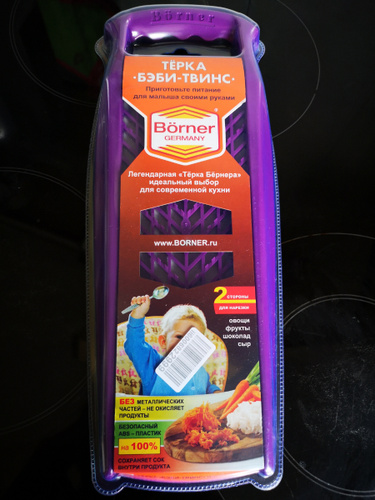 Börner
ТЁРКА
·БЭБИ-ТВИНС·
Приготовьте питание
для малыша своими руками
Börner
®
GERMANY
Легендарная «Тёрка Бёрнера»
идеальный выбор
для современной кухни
www.BORNER.ru
2 СТОРОНЫ
ДЛЯ НАРЕЗКИ
овощи
фрукты
шоколад
сыр
БЕЗ МЕТАЛЛИЧЕСКИХ
ЧАСТЕЙ - НЕ ОКИСЛЯЕТ
ПРОДУКТЫ
БЕЗОПАСНЫЙ
ABS - ПЛАСТИК
НА 100%
СОХРАНЯЕТ СОК
ВНУТРИ ПРОДУКТА